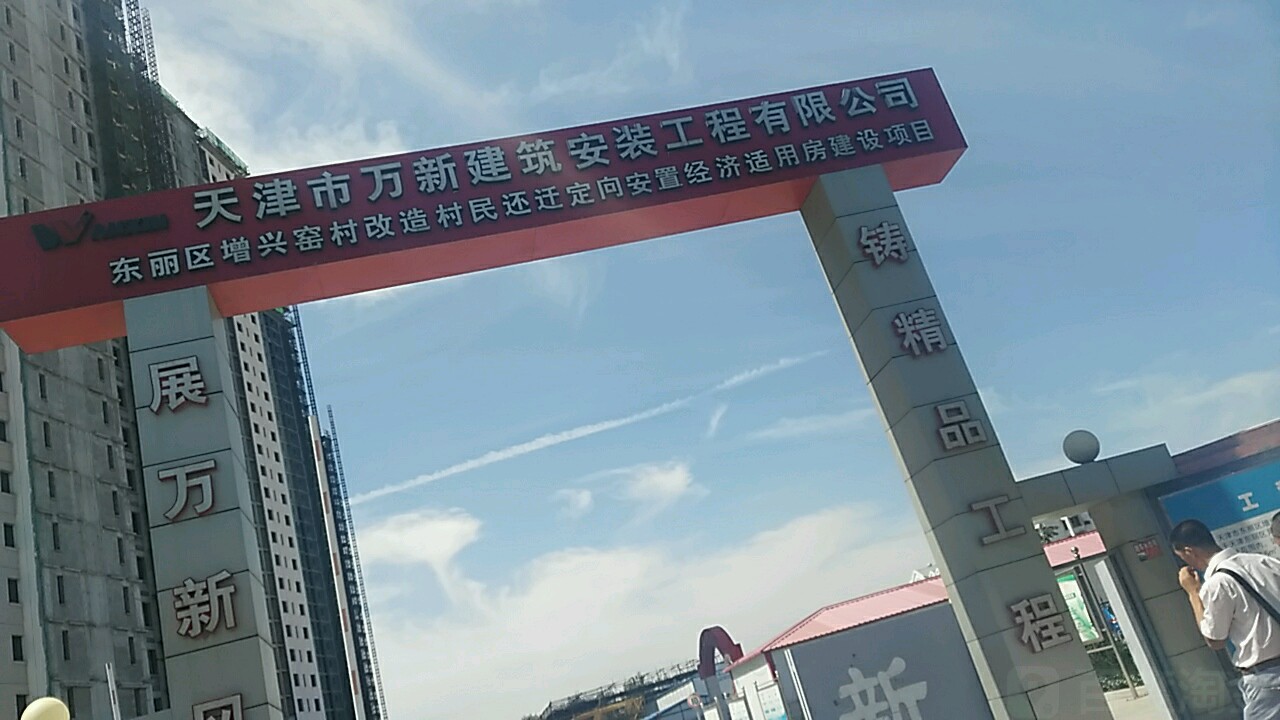 天津市万新建筑安装工程有限公司
东丽区增兴窑村改造村民还迁定向安置经济适用房建设项目
展万新
铸精品工程
新
工